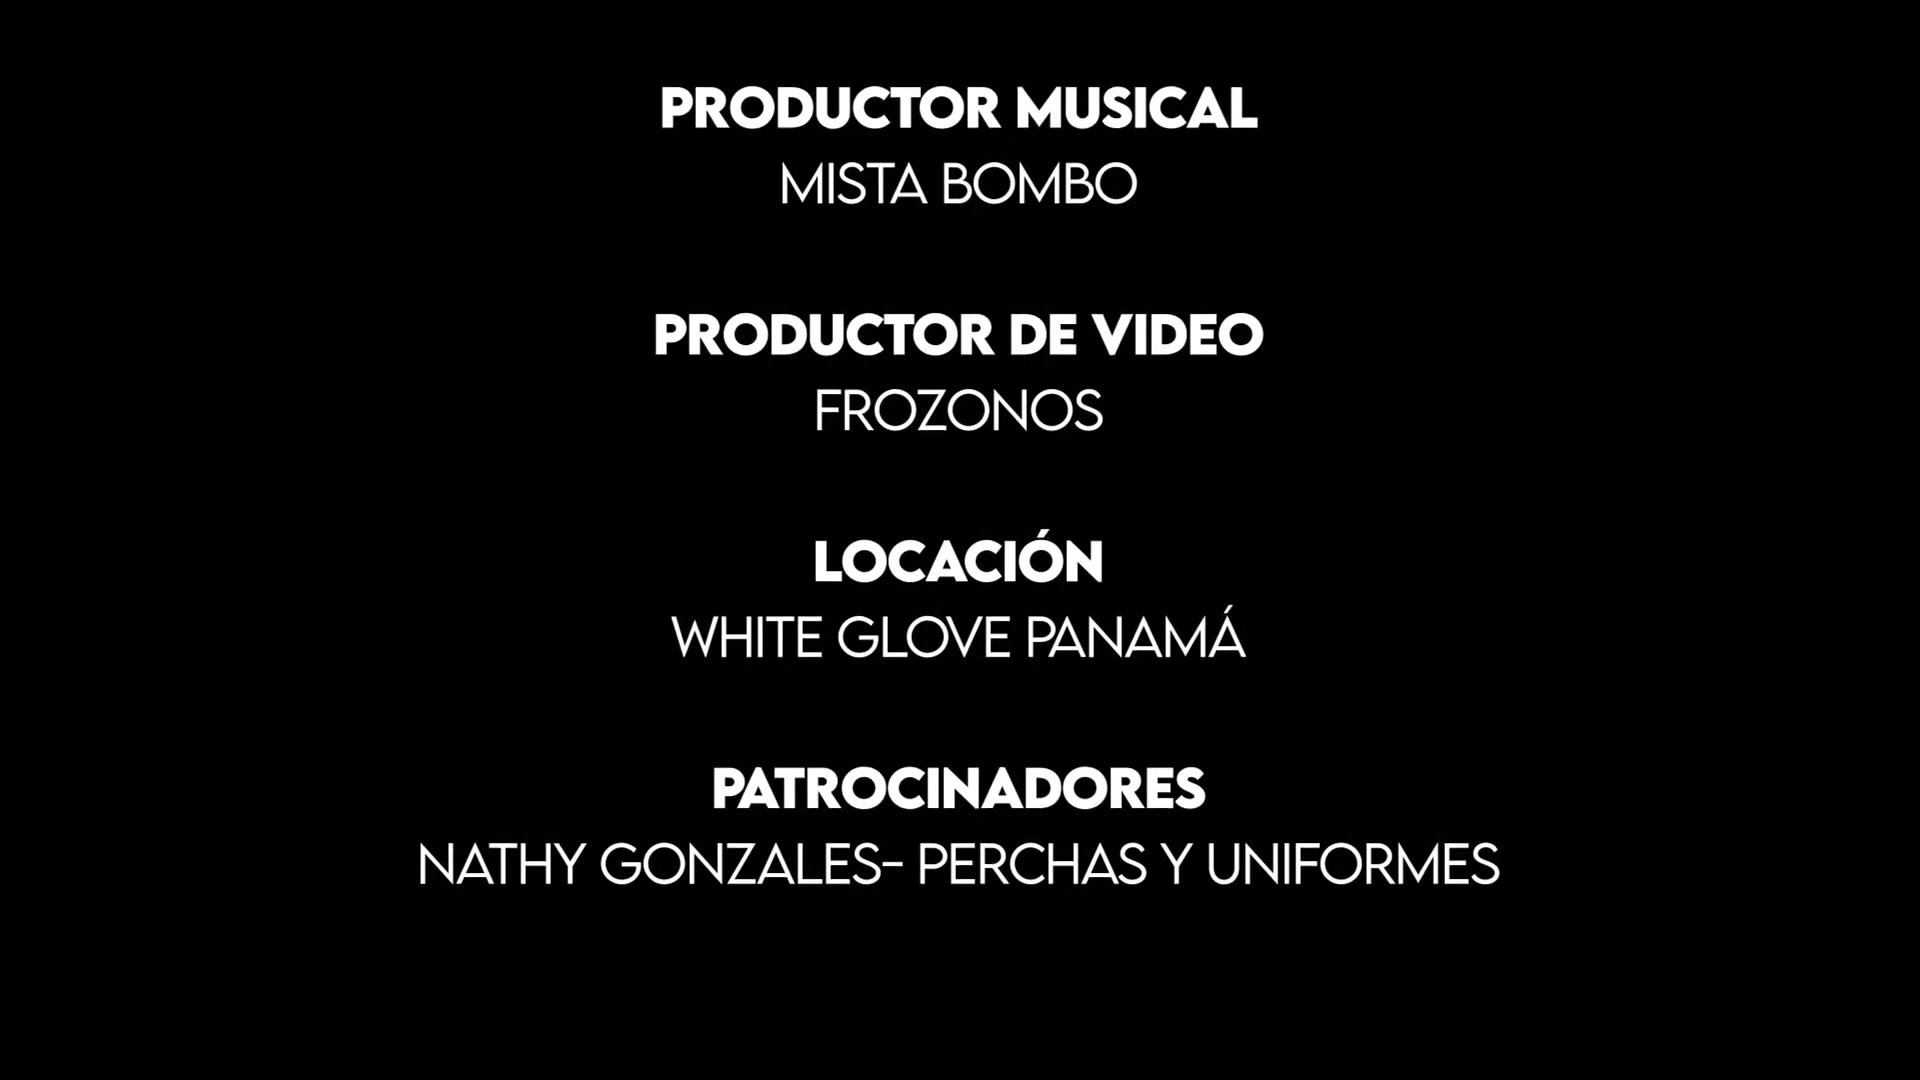 PRODUCTOR MUSICAL
MISTA BOMBO
PRODUCTOR DE VIDEO
FROZONOS
LOCACIÓN
WHITE GLOVE PANAMÁ
PATROCINADORES
NATHY GONZALES- PERCHAS Y UNIFORMES